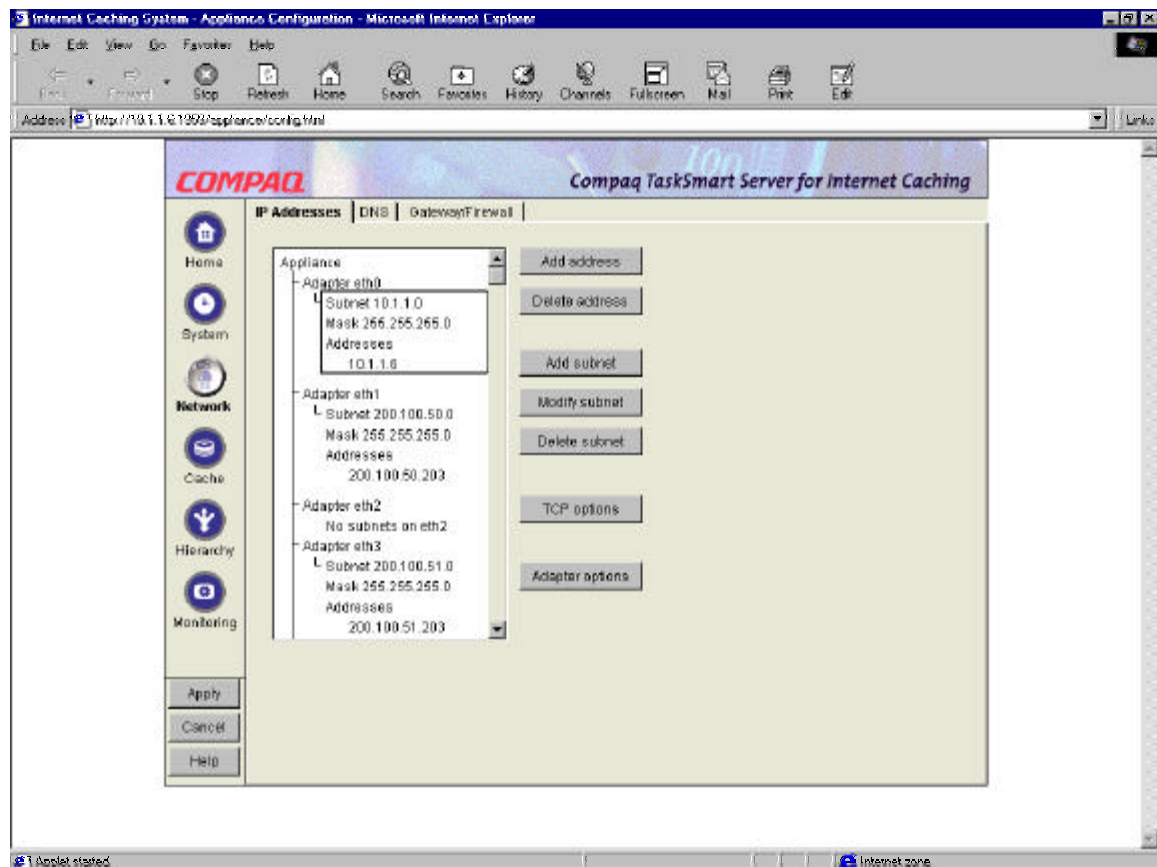 Internet Caching System - Appliance Configuration - Microsoft Internet Explorer
File Edit View Go Favorites Help
Back Forward Stop Refresh Home Search Favorites History Channels Fullscreen Mail Print Edit
Address Links
100
COMPAQ Compaq TaskSmart Server for Internet Caching
IP Addresses DNS Gateway/Firewall
Home
System
Network
Cache
Hierarchy
Monitoring
Appliance
Adapter eth0
Subnet 10.1.1.0
Mask 255.255.255.0
Addresses
10.1.1.6
Adapter eth1
Subnet 200.100.50.0
Mask 255.255.255.0
Addresses
200.100.50.203
Adapter eth2
No subnets on eth2
Adapter eth3
Subnet 200.100.51.0
Mask 255.255.255.0
Addresses
200.100.51.203
Add address
Delete address
Add subnet
Modify subnet
Delete subnet
TCP options
Adapter options
Apply
Cancel
Help
Applet started
Internet zone